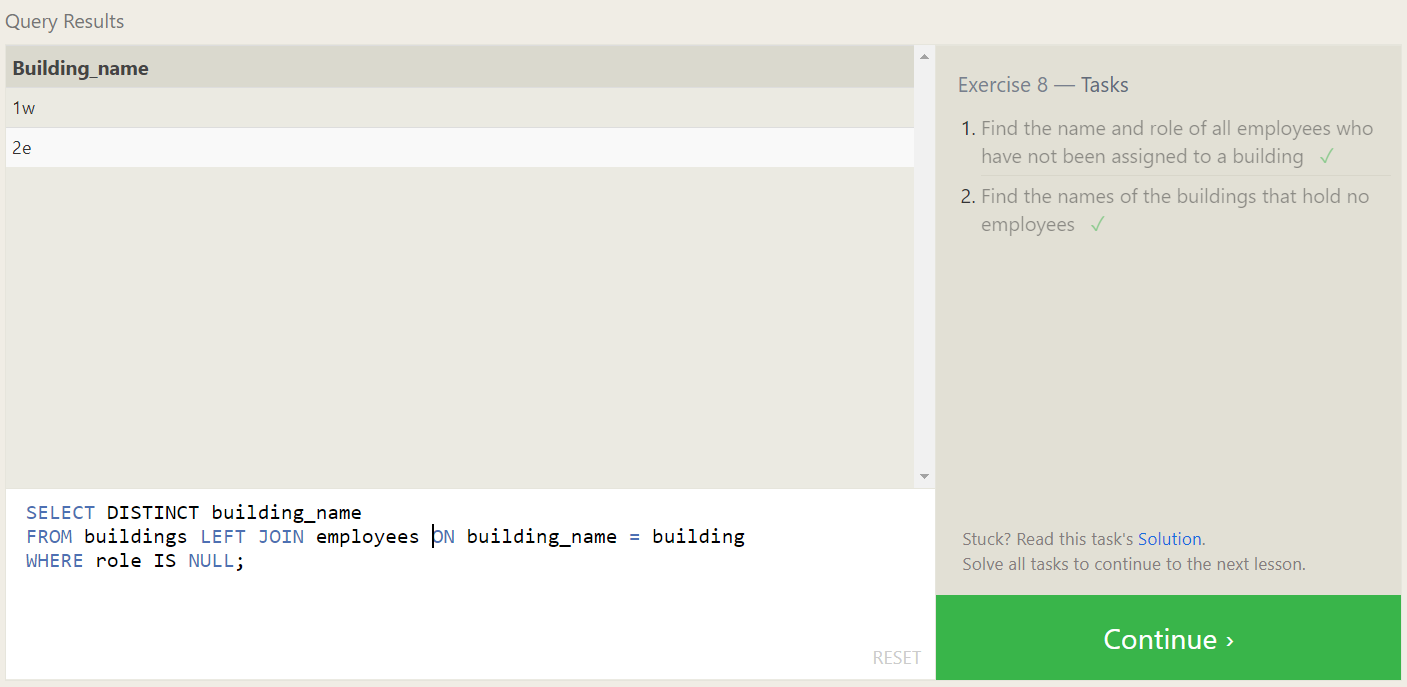 Query Results
Building_name
1w
2e
SELECT DISTINCT building_name
FROM buildings LEFT JOIN employees ON building_name = building
WHERE role IS NULL;
RESET
Exercise 8 — Tasks
1. Find the name and role of all employees who
have not been assigned to a building ✓
2. Find the names of the buildings that hold no
employees ✓
Stuck? Read this task's Solution.
Solve all tasks to continue to the next lesson.
Continue ›